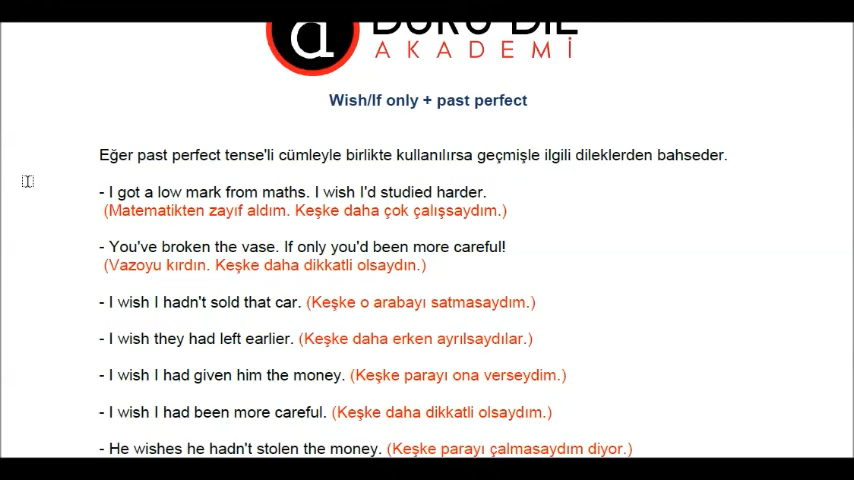 DURU DİL
AKADEMİ
Wish/If only + past perfect
Eğer past perfect tense'li cümleyle birlikte kullanılırsa geçmişle ilgili dileklerden bahseder.
- I got a low mark from maths. I wish I'd studied harder.
(Matematikten zayıf aldım. Keşke daha çok çalışsaydım.)
- You've broken the vase. If only you'd been more careful!
(Vazoyu kırdın. Keşke daha dikkatli olsaydın.)
- I wish I hadn't sold that car. (Keşke o arabayı satmasaydım.)
- I wish they had left earlier. (Keşke daha erken ayrılsaydılar.)
- I wish I had given him the money. (Keşke parayı ona verseydim.)
- I wish I had been more careful. (Keşke daha dikkatli olsaydım.)
- He wishes he hadn't stolen the money. (Keşke parayı çalmasaydım diyor.)